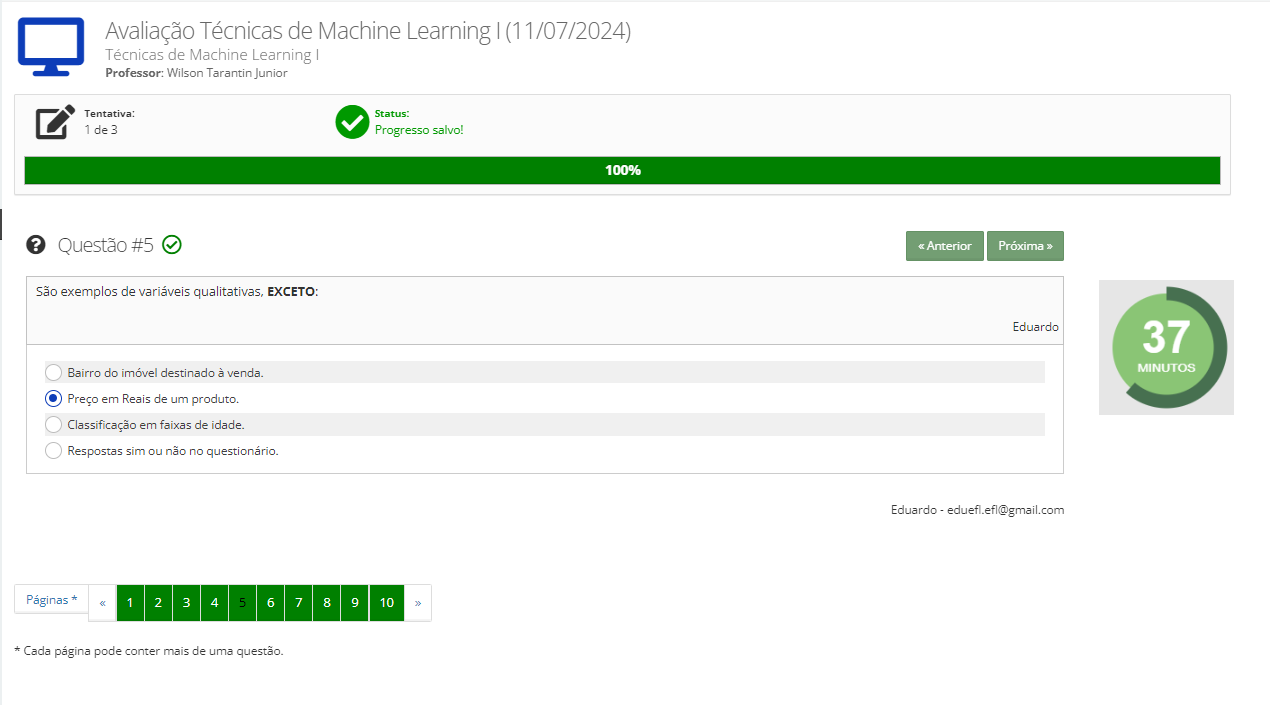 Avaliação Técnicas de Machine Learning I (11/07/2024)
Técnicas de Machine Learning I
Professor: Wilson Tarantin Junior
Tentativa:
1 de 3
Status:
Progresso salvo!
100%
Questão #5
« Anterior
Próxima »
São exemplos de variáveis qualitativas, EXCETO:
Eduardo
Bairro do imóvel destinado à venda.
Preço em Reais de um produto.
Classificação em faixas de idade.
Respostas sim ou não no questionário.
37
MINUTOS
Eduardo - eduefl.efl@gmail.com
Páginas * « 1 2 3 4 5 6 7 8 9 10 »
* Cada página pode conter mais de uma questão.